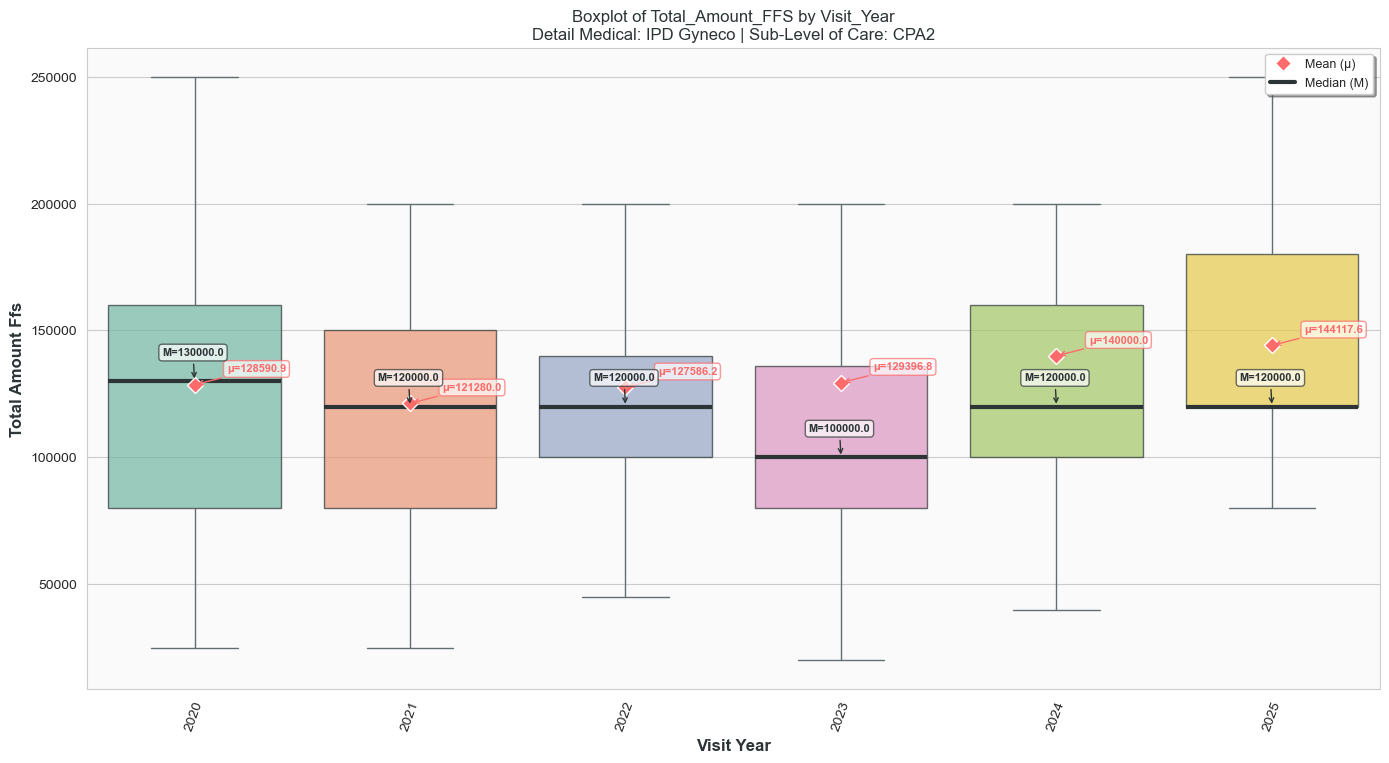 Boxplot of Total_Amount_FFS by Visit_Year
Detail Medical: IPD Gyneco | Sub-Level of Care: CPA2
Mean (μ)
Median (M)
Total Amount Ffs
250000
200000
150000
100000
50000
M=130000.0
μ=128590.9
M=120000.0
μ=121280.0
M=120000.0
μ=127586.2
M=100000.0
μ=129396.8
M=120000.0
μ=140000.0
M=120000.0
μ=144117.6
2020
2021
2022
2023
2024
2025
Visit Year